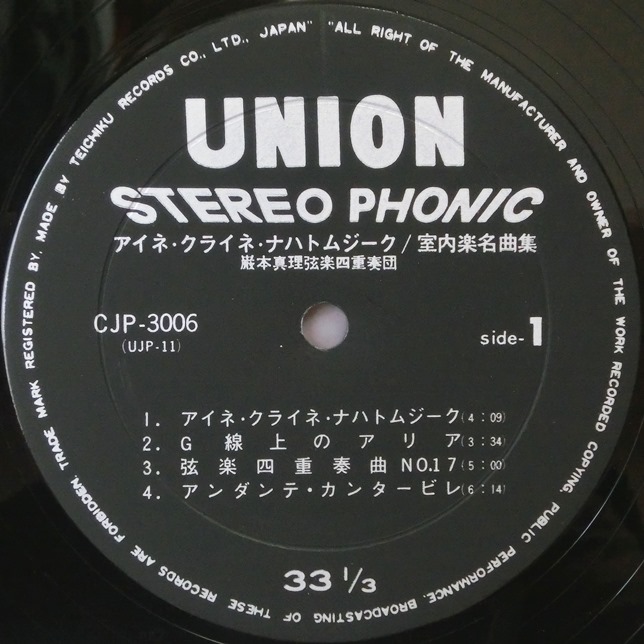 TRADE MARK REGISTERED BY, MADE BY TEICHIKU RECORDS CO., LTD., JAPAN" "ALL RIGHT OF THE MANUFACTURER AND OWNER OF THE WORK RECORDED COPYING, PUBLIC PERFORMANCE. BROADCASTING OF THESE RECORDS ARE FORBIDDEN.
UNION
STEREO PHONIC
アイネ・クライネ・ナハトムジーク/室内楽名曲集
巌本真理弦楽四重奏団
CJP-3006
(UJP-11)
side-1
1. アイネ・クライネ・ナハトムジーク(4:09)
2. G線上のアリア(3:34)
3. 弦楽四重奏曲NO.17(5:00)
4. アンダンテ・カンタービレ(6:14)
33 1/3